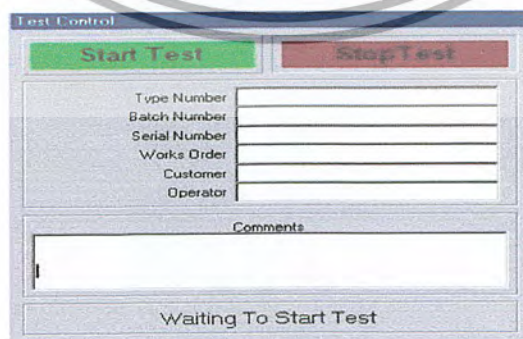 Test Control
Start Test
Stop Test
Type Number
Batch Number
Serial Number
Works Order
Customer
Operator
Comments
Waiting To Start Test